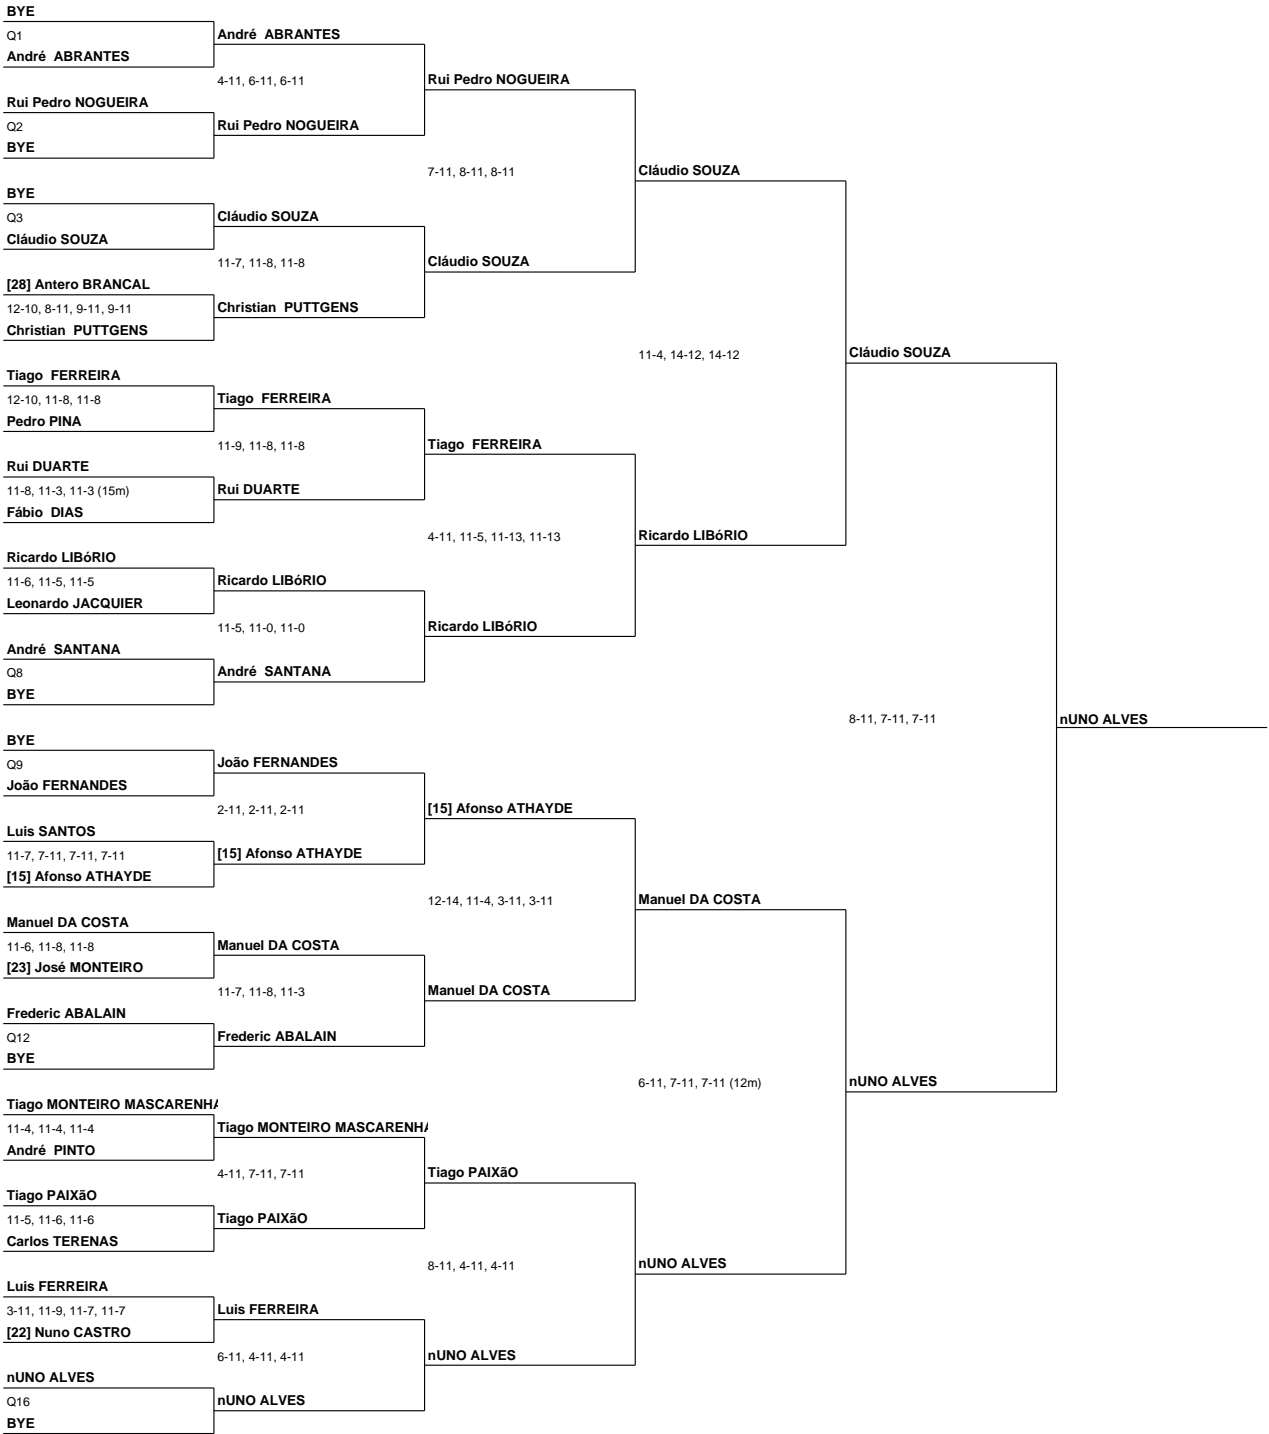 BYE
Q1
André  ABRANTES
Rui Pedro NOGUEIRA
Q2
BYE
BYE
Q3
Cláudio SOUZA
[28] Antero BRANCAL
12-10, 8-11, 9-11, 9-11
Christian  PUTTGENS
Tiago  FERREIRA
12-10, 11-8, 11-8
Pedro PINA
Rui DUARTE
11-8, 11-3, 11-3 (15m)
Fábio  DIAS
Ricardo LIBóRIO
11-6, 11-5, 11-5
Leonardo JACQUIER
André  SANTANA
Q8
BYE
BYE
Q9
João FERNANDES
Luis SANTOS
11-7, 7-11, 7-11, 7-11
[15] Afonso ATHAYDE
Manuel DA COSTA
11-6, 11-8, 11-8
[23] José MONTEIRO
Frederic ABALAIN
Q12
BYE
Tiago MONTEIRO MASCARENHA
11-4, 11-4, 11-4
André  PINTO
Tiago PAIXãO
11-5, 11-6, 11-6
Carlos TERENAS
Luis FERREIRA
3-11, 11-9, 11-7, 11-7
[22] Nuno CASTRO
nUNO ALVES
Q16
BYE
André  ABRANTES
4-11, 6-11, 6-11
Rui Pedro NOGUEIRA
Cláudio SOUZA
11-7, 11-8, 11-8
Christian  PUTTGENS
Tiago  FERREIRA
11-9, 11-8, 11-8
Rui DUARTE
Ricardo LIBóRIO
11-5, 11-0, 11-0
André  SANTANA
João FERNANDES
2-11, 2-11, 2-11
[15] Afonso ATHAYDE
Manuel DA COSTA
11-7, 11-8, 11-3
Frederic ABALAIN
Tiago MONTEIRO MASCARENHA
4-11, 7-11, 7-11
Tiago PAIXãO
Luis FERREIRA
6-11, 4-11, 4-11
nUNO ALVES
Rui Pedro NOGUEIRA
7-11, 8-11, 8-11
Cláudio SOUZA
Tiago  FERREIRA
4-11, 11-5, 11-13, 11-13
Ricardo LIBóRIO
[15] Afonso ATHAYDE
12-14, 11-4, 3-11, 3-11
Manuel DA COSTA
Tiago PAIXãO
8-11, 4-11, 4-11
nUNO ALVES
Cláudio SOUZA
11-4, 14-12, 14-12
Ricardo LIBóRIO
Manuel DA COSTA
6-11, 7-11, 7-11 (12m)
nUNO ALVES
Cláudio SOUZA
8-11, 7-11, 7-11
nUNO ALVES
nUNO ALVES